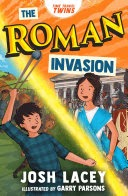 TIME TRAVEL TWINS
THE
ROMAN
INVASION
JOSH
LACEY
ILLUSTRATED BY GARRY PARSONS